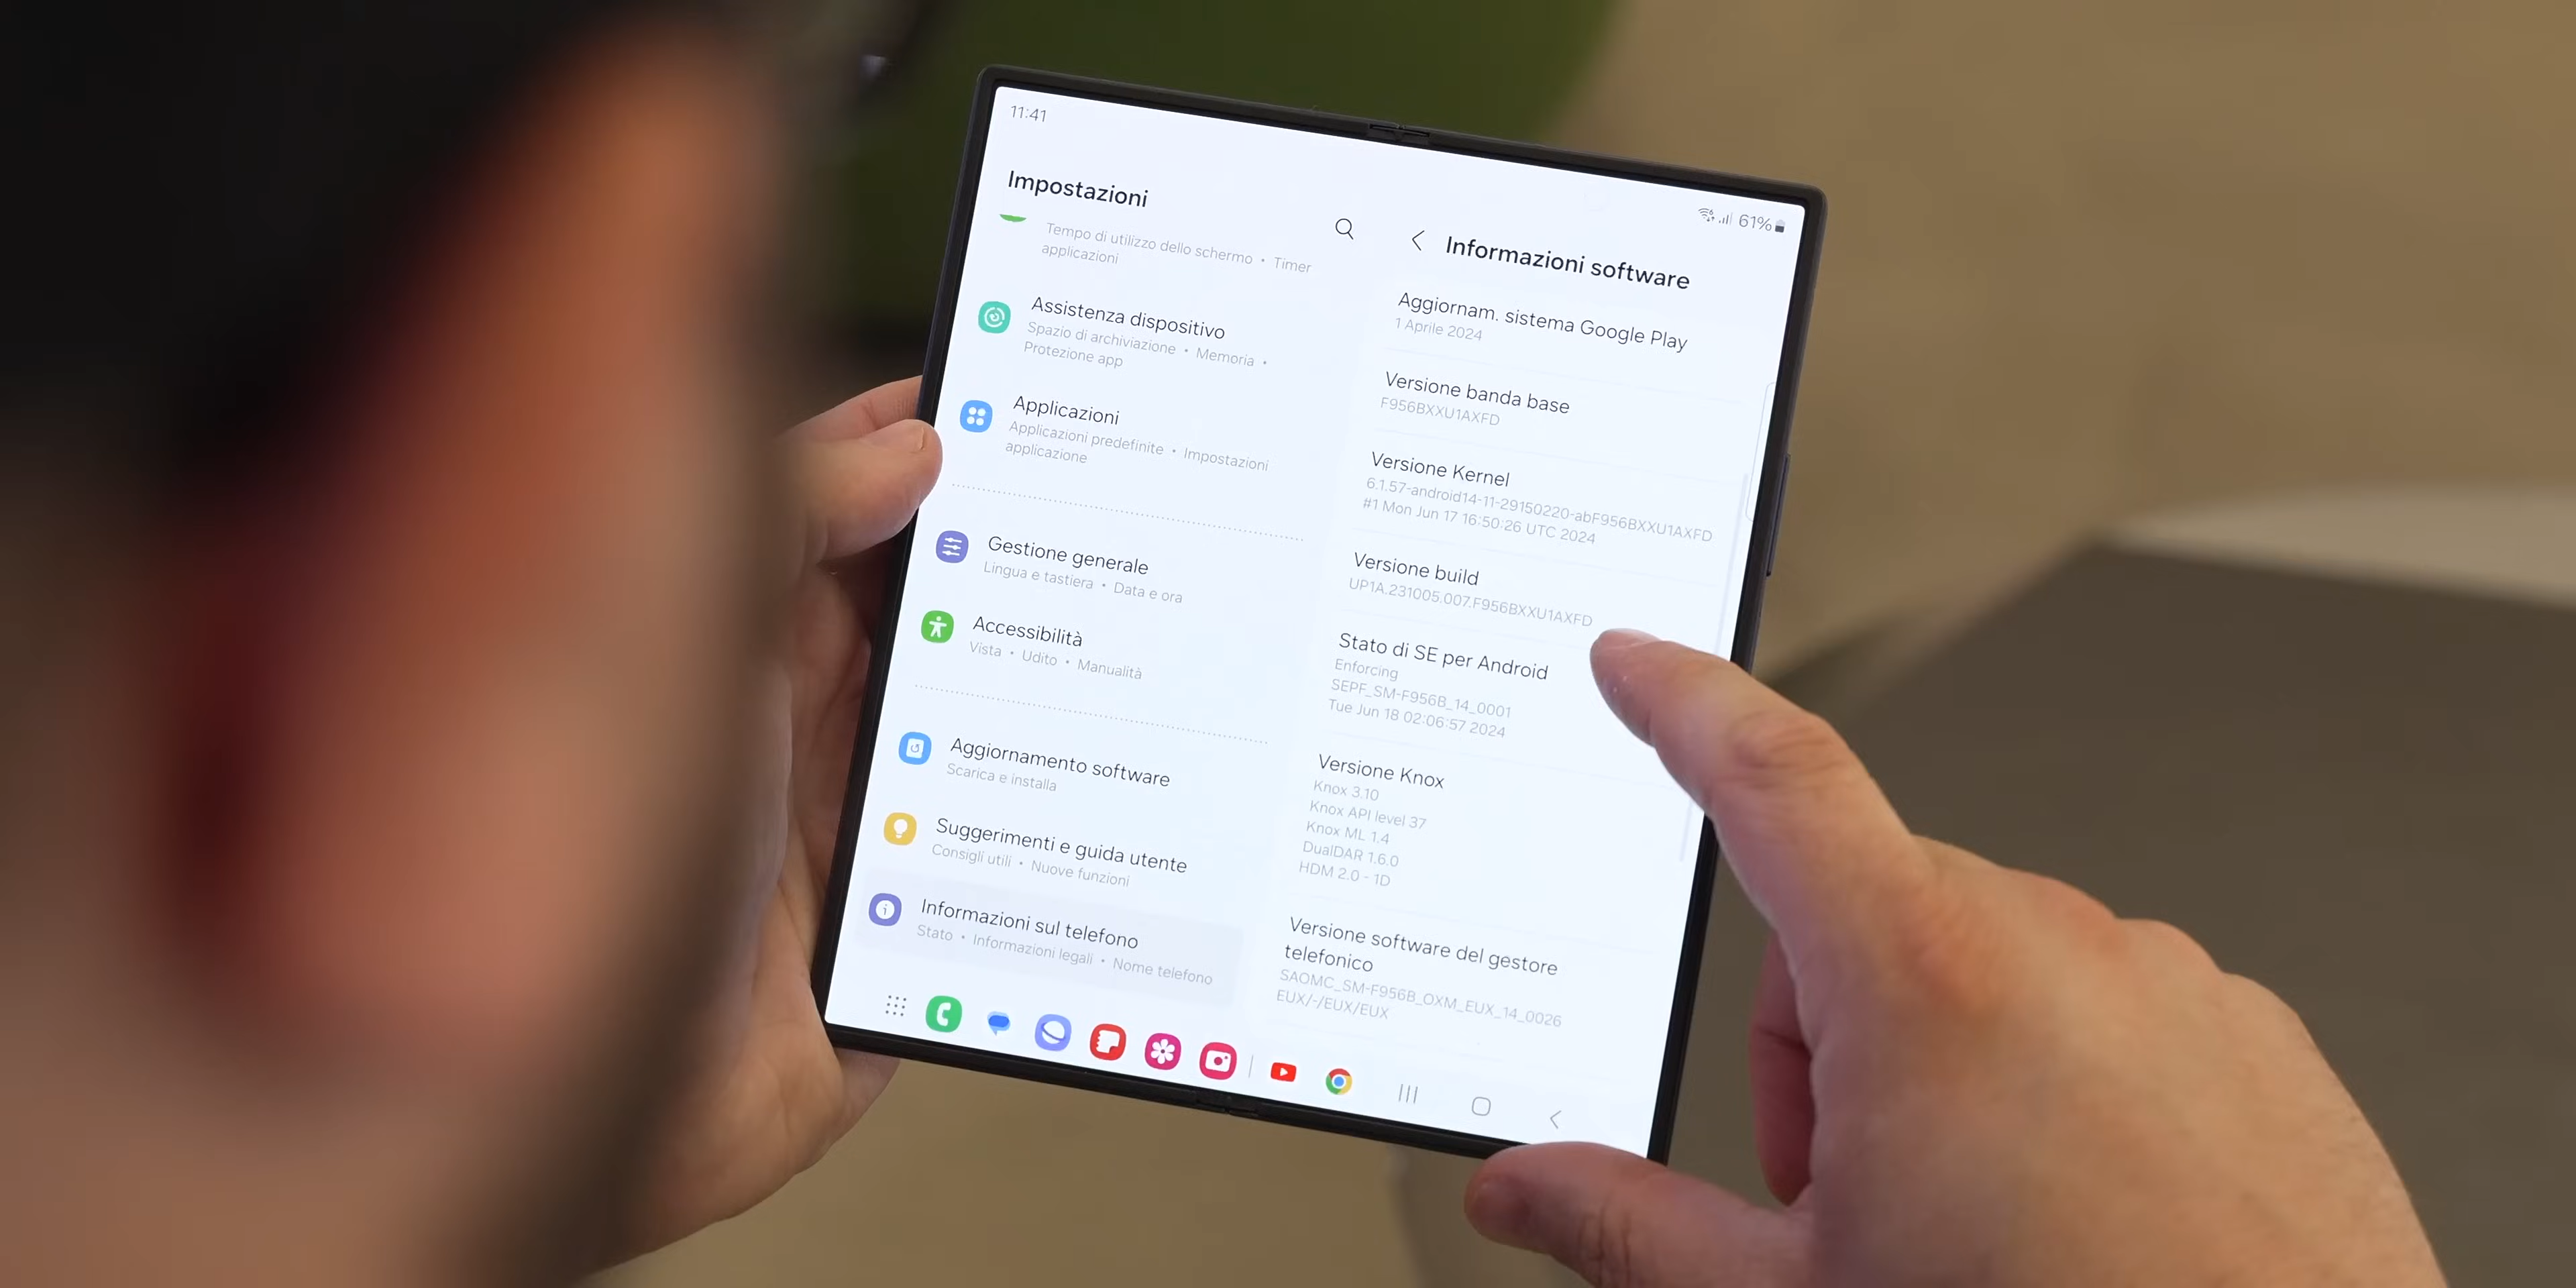 11:41
61%
Impostazioni
Tempo di utilizzo dello schermo • Timer
applicazioni
Assistenza dispositivo
Spazio di archiviazione • Memoria •
Protezione app
Applicazioni
Applicazioni predefinite • Impostazioni
applicazione
Gestione generale
Lingua e tastiera • Data e ora
Accessibilità
Vista • Udito • Manualità
Aggiornamento software
Scarica e installa
Suggerimenti e guida utente
Consigli utili • Nuove funzioni
Informazioni sul telefono
Stato • Informazioni legali • Nome telefono
Informazioni software
Aggiornam. sistema Google Play
1 Aprile 2024
Versione banda base
F956BXXU1AXFD
Versione Kernel
6.1.57-android14-11-29150220-abF956BXXU1AXFD
#1 Mon Jun 17 16:50:26 UTC 2024
Versione build
UP1A.231005.007.F956BXXU1AXFD
Stato di SE per Android
Enforcing
SEPF_SM-F956B_14_0001
Tue Jun 18 02:06:57 2024
Versione Knox
Knox 3.10
Knox API level 37
Knox ML 1.4
DualDAR 1.6.0
HDM 2.0 - 1D
Versione software del gestore
telefonico
SAOMC_SM-F956B_OXM_EUX_14_0026
EUX/-/EUX/EUX